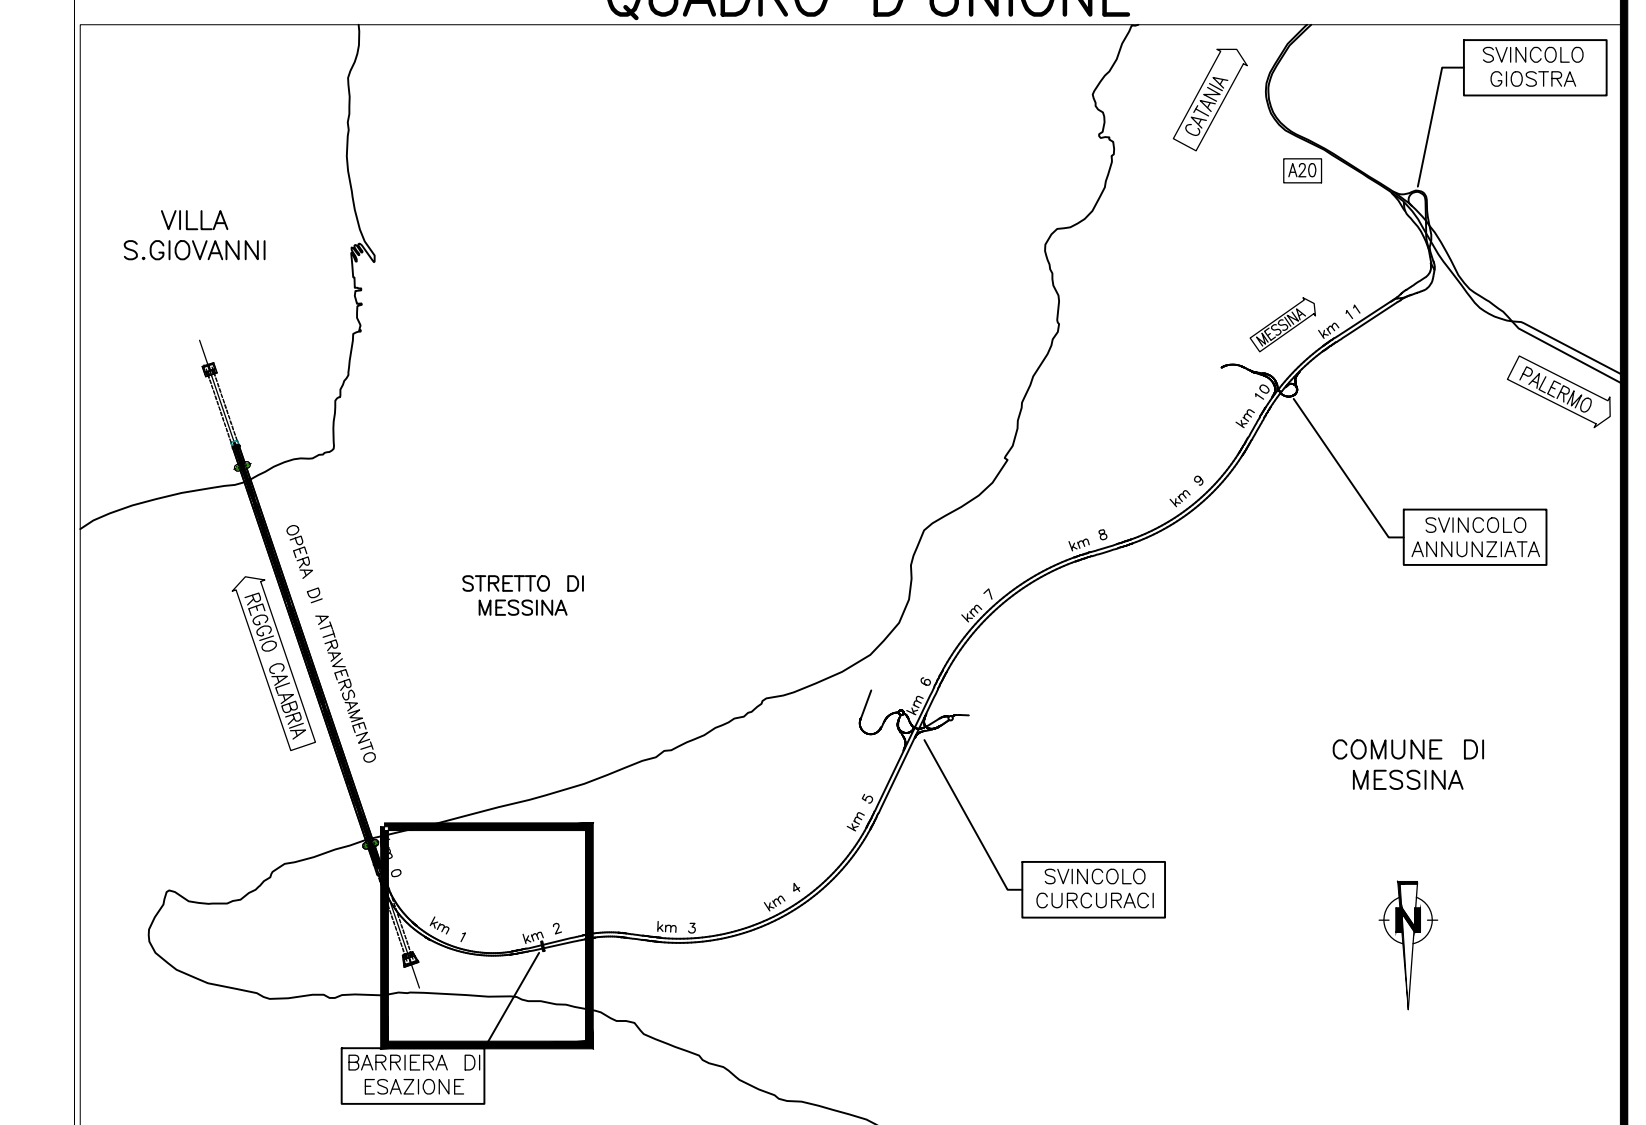 QUADRO D'UNIONE
SVINCOLO
GIOSTRA
CATANIA
A20
VILLA
S.GIOVANNI
MESSINA
km 11
PALERMO
km 10
km 9
SVINCOLO
ANNUNZIATA
OPERA DI ATTRAVERSAMENTO
km 8
STRETTO DI
MESSINA
REGGIO CALABRIA
km 7
km 6
COMUNE DI
MESSINA
km 5
km 0
SVINCOLO
CURCURACI
km 4
km 3
km 1
km 2
N
BARRIERA DI
ESAZIONE